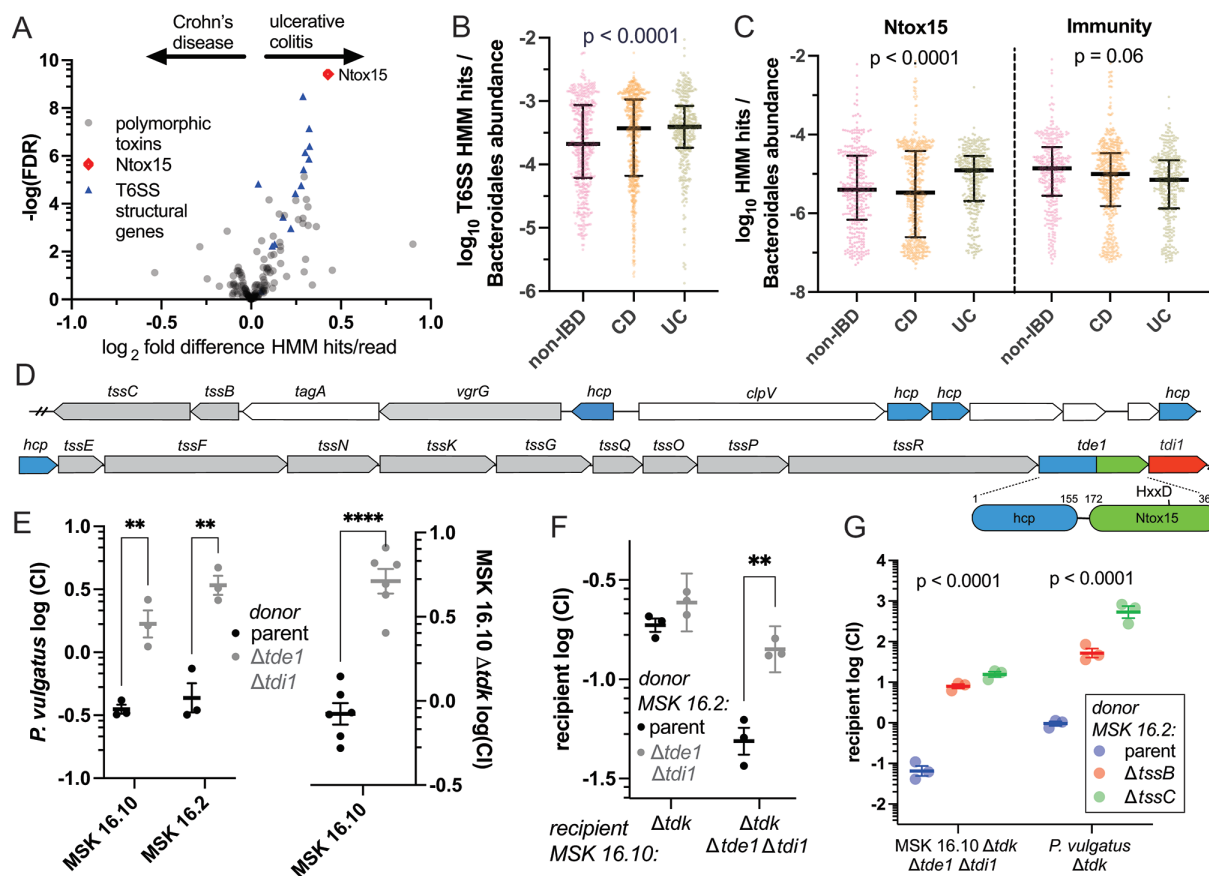 A
Crohn's
disease
ulcerative
colitis
Ntox15
polymorphic
toxins
Ntox15
T6SS
structural
genes
-log(FDR)
10
8
6
4
2
0
-1.0
-0.5
0.0
0.5
1.0
log2 fold difference HMM hits/read
B
p < 0.0001
log10 T6SS HMM hits /
Bacteroidales abundance
-2
-3
-4
-5
-6
non-IBD
CD
UC
C
Ntox15
Immunity
p < 0.0001
p = 0.06
log10 HMM hits /
Bacteroidales abundance
-2
-4
-6
-8
non-IBD
CD
UC
non-IBD
CD
UC
D
tssC
tssB
tagA
vgrG
hcp
clpV
hcp
hcp
hcp
hcp
tssE
tssF
tssN
tssK
tssG
tssQ
tssO
tssP
tssR
tde1
tdi1
1
155
172
HxxD
36
hcp
Ntox15
E
P. vulgatus log (CI)
1.0
0.5
0.0
-0.5
-1.0
**
**
donor
parent
Δtde1
Δtdi1
MSK 16.10
MSK 16.2
****
MSK 16.10 Δtdk log(CI)
1.0
0.5
0.0
-0.5
MSK 16.10
F
recipient log (CI)
-0.5
-1.0
-1.5
**
donor
MSK 16.2:
parent
Δtde1
Δtdi1
recipient
MSK 16.10:
Δtdk
Δtdk
Δtde1 Δtdi1
G
recipient log (CI)
4
3
2
1
0
-1
-2
p < 0.0001
p < 0.0001
donor
MSK 16.2:
parent
ΔtssB
ΔtssC
MSK 16.10 Δtdk
Δtde1 Δtdi1
P. vulgatus
Δtdk